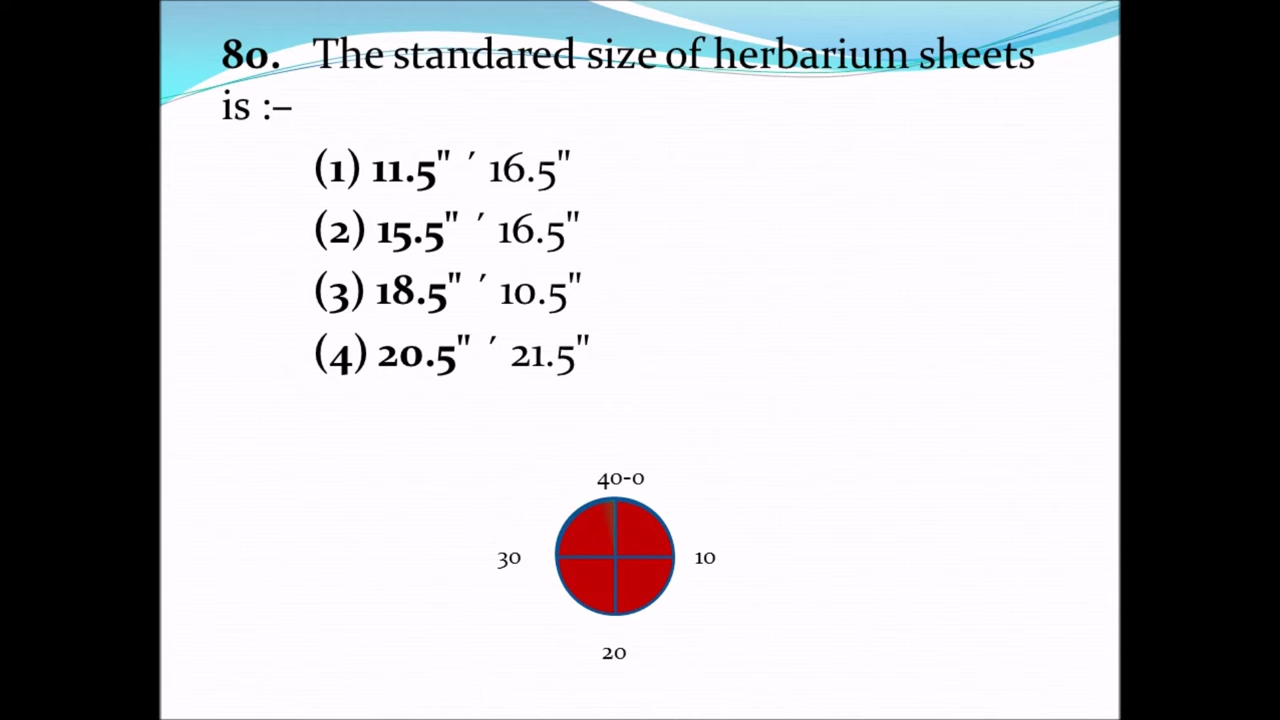 80. The standared size of herbarium sheets
is :–
(1) 11.5" ´ 16.5"
(2) 15.5" ´ 16.5"
(3) 18.5" ´ 10.5"
(4) 20.5" ´ 21.5"
40-0
30 10
20